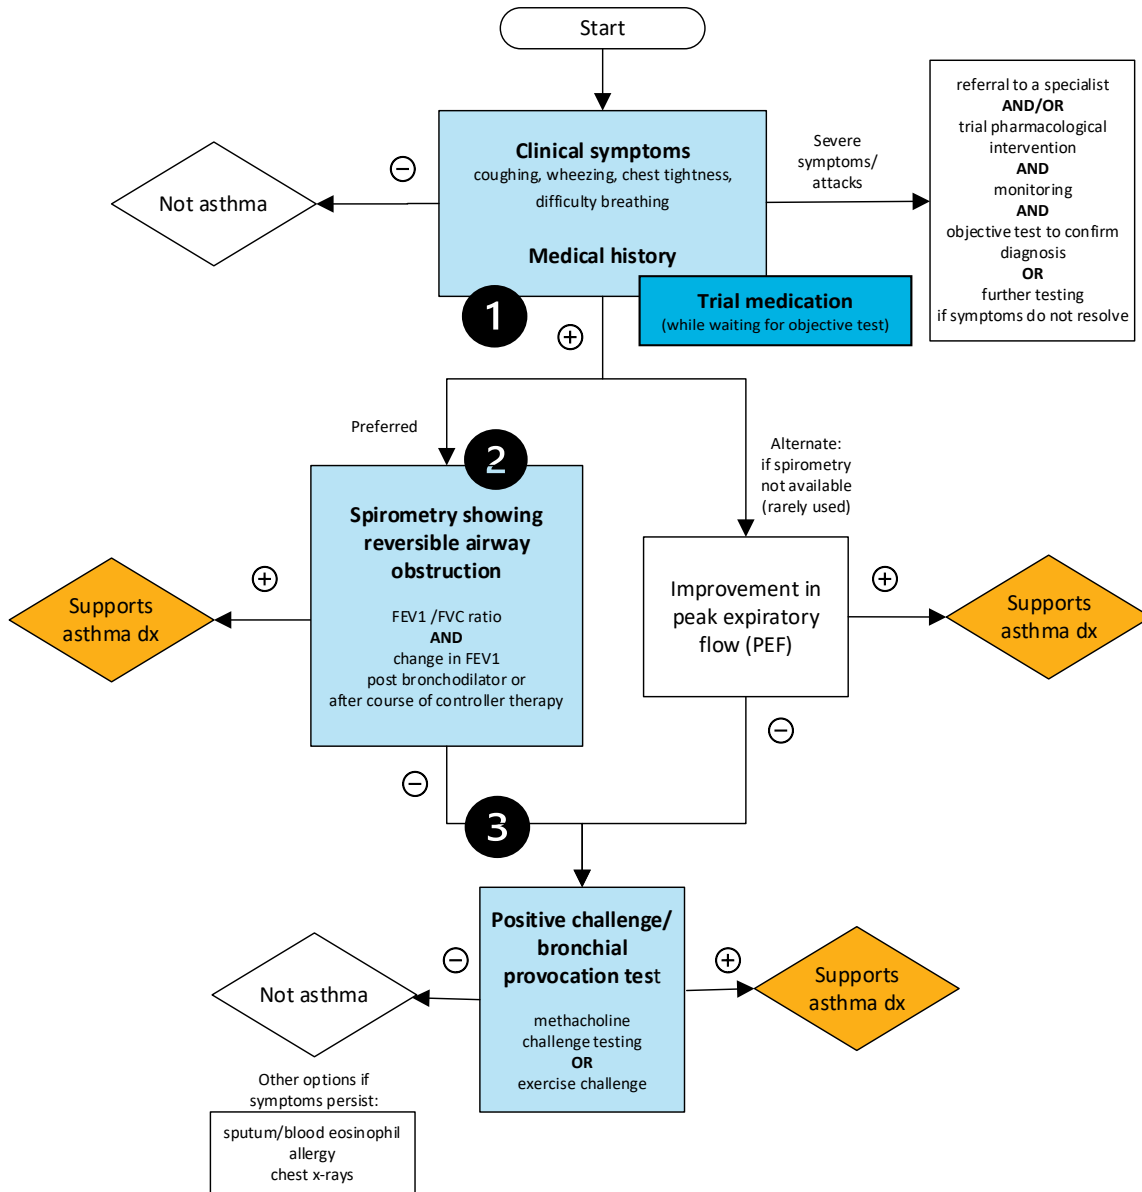 Start
Clinical symptoms
coughing, wheezing, chest tightness,
difficulty breathing
Medical history
−
Not asthma
Severe
symptoms/
attacks
referral to a specialist
AND/OR
trial pharmacological
intervention
AND
monitoring
AND
objective test to confirm
diagnosis
OR
further testing
if symptoms do not resolve
Trial medication
(while waiting for objective test)
1
+
Preferred
Alternate:
if spirometry
not available
(rarely used)
2
Spirometry showing
reversible airway
obstruction
FEV1 /FVC ratio
AND
change in FEV1
post bronchodilator or
after course of controller therapy
+
Supports
asthma dx
Improvement in
peak expiratory
flow (PEF)
+
Supports
asthma dx
−
−
3
Positive challenge/
bronchial
provocation test
methacholine
challenge testing
OR
exercise challenge
−
Not asthma
+
Supports
asthma dx
Other options if
symptoms persist:
sputum/blood eosinophil
allergy
chest x-rays